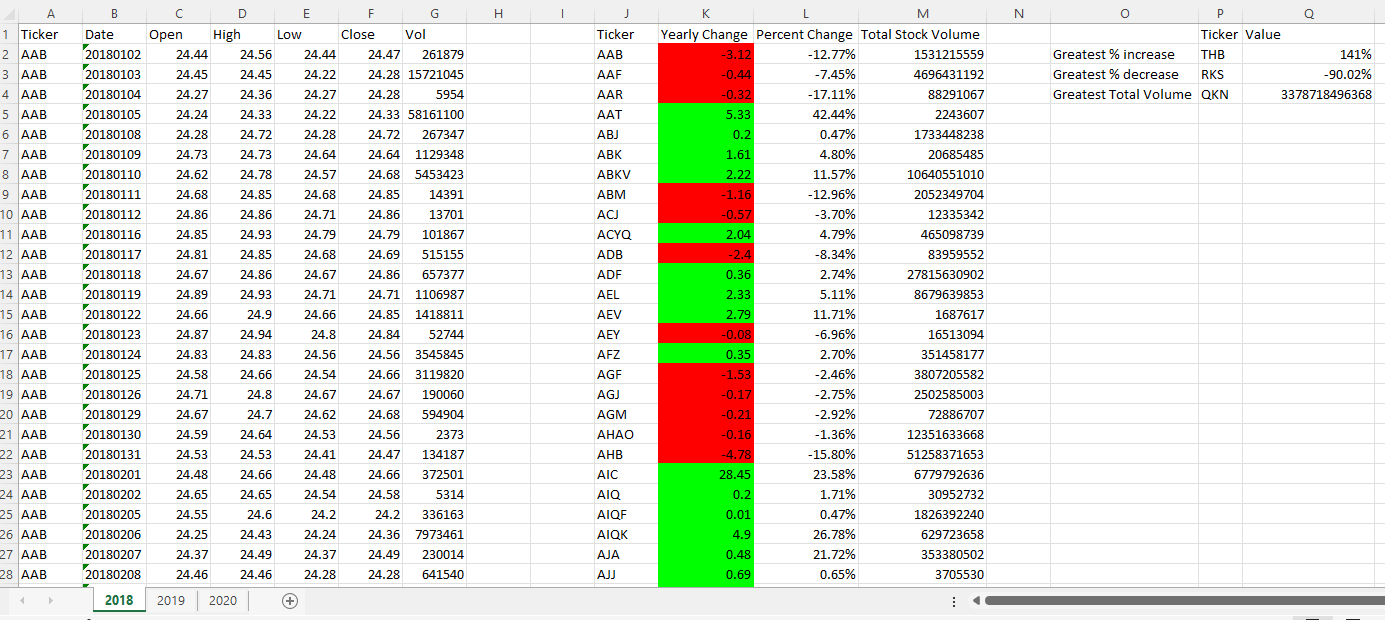 A B C D E F G H I J K L M N O P Q
1 Ticker Date Open High Low Close Vol Ticker Yearly Change Percent Change Total Stock Volume Ticker Value
2 AAB 20180102 24.44 24.56 24.44 24.47 261879 AAB -3.12 -12.77% 1531215559 Greatest % increase THB 141%
3 AAB 20180103 24.45 24.45 24.22 24.28 15721045 AAF -0.44 -7.45% 4696431192 Greatest % decrease RKS -90.02%
4 AAB 20180104 24.27 24.36 24.27 24.28 5954 AAR -0.32 -17.11% 88291067 Greatest Total Volume QKN 3378718496368
5 AAB 20180105 24.24 24.33 24.22 24.33 58161100 AAT 5.33 42.44% 2243607
6 AAB 20180108 24.28 24.72 24.28 24.72 267347 ABJ 0.2 0.47% 1733448238
7 AAB 20180109 24.73 24.73 24.64 24.64 1129348 ABK 1.61 4.80% 20685485
8 AAB 20180110 24.62 24.78 24.57 24.68 5453423 ABKV 2.22 11.57% 10640551010
9 AAB 20180111 24.68 24.85 24.68 24.85 14391 ABM -1.16 -12.96% 2052349704
10 AAB 20180112 24.86 24.86 24.71 24.86 13701 ACJ -0.57 -3.70% 12335342
11 AAB 20180116 24.85 24.93 24.79 24.79 101867 ACYQ 2.04 4.79% 465098739
12 AAB 20180117 24.81 24.85 24.68 24.69 515155 ADB -2.4 -8.34% 83959552
13 AAB 20180118 24.67 24.86 24.67 24.86 657377 ADF 0.36 2.74% 27815630902
14 AAB 20180119 24.89 24.93 24.71 24.71 1106987 AEL 2.33 5.11% 8679639853
15 AAB 20180122 24.66 24.9 24.66 24.85 1418811 AEV 2.79 11.71% 1687617
16 AAB 20180123 24.87 24.94 24.8 24.84 52744 AEY -0.08 -6.96% 16513094
17 AAB 20180124 24.83 24.83 24.56 24.56 3545845 AFZ 0.35 2.70% 351458177
18 AAB 20180125 24.58 24.66 24.54 24.66 3119820 AGF -1.53 -2.46% 3807205582
19 AAB 20180126 24.71 24.8 24.67 24.67 190060 AGJ -0.17 -2.75% 2502585003
20 AAB 20180129 24.67 24.7 24.62 24.68 594904 AGM -0.21 -2.92% 72886707
21 AAB 20180130 24.59 24.64 24.53 24.56 2373 AHAO -0.16 -1.36% 12351633668
22 AAB 20180131 24.53 24.53 24.41 24.47 134187 AHB -4.78 -15.80% 51258371653
23 AAB 20180201 24.48 24.66 24.48 24.66 372501 AIC 28.45 23.58% 6779792636
24 AAB 20180202 24.65 24.65 24.54 24.58 5314 AIQ 0.2 1.71% 30952732
25 AAB 20180205 24.55 24.6 24.2 24.2 336163 AIQF 0.01 0.47% 1826392240
26 AAB 20180206 24.25 24.43 24.24 24.36 7973461 AIQK 4.9 26.78% 629723658
27 AAB 20180207 24.37 24.49 24.37 24.49 230014 AJA 0.48 21.72% 353380502
28 AAB 20180208 24.46 24.46 24.28 24.28 641540 AJJ 0.69 0.65% 3705530
2018 2019 2020